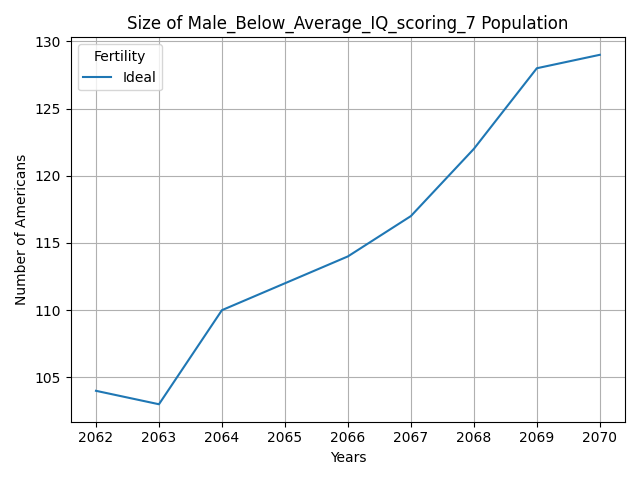 Size of Male_Below_Average_IQ_scoring_7 Population
130
125
120
115
110
105
Number of Americans
Fertility
Ideal
2062 2063 2064 2065 2066 2067 2068 2069 2070
Years